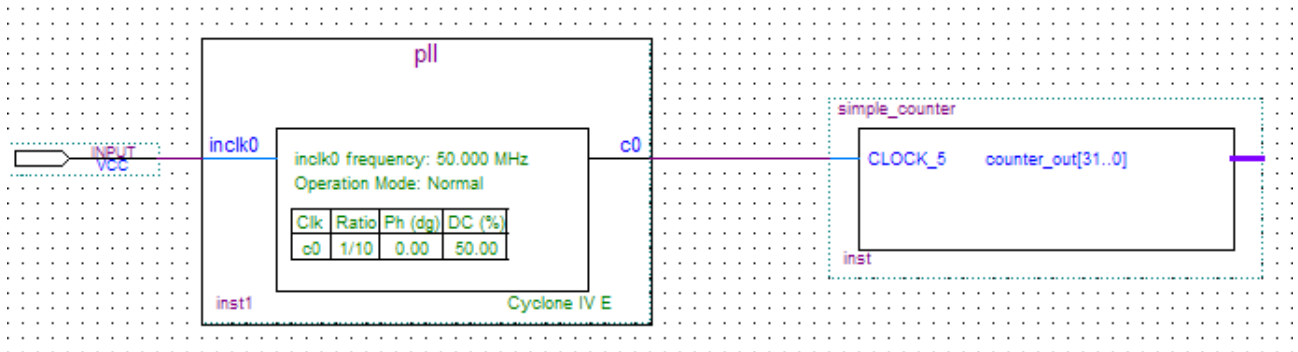 pll
INPUT
VCC
inclk0
c0
inclk0 frequency: 50.000 MHz
Operation Mode: Normal
Clk Ratio Ph (dg) DC (%)
c0 1/10 0.00 50.00
inst1
Cyclone IV E
simple_counter
CLOCK_5 counter_out[31..0]
inst